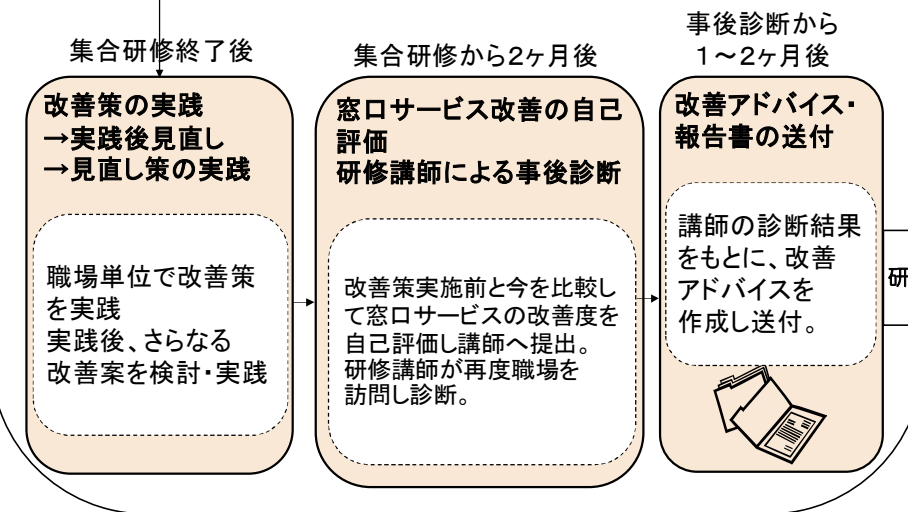 集合研修終了後
改善策の実践
→実践後見直し
→見直し策の実践
職場単位で改善策
を実践
実践後、さらなる
改善案を検討・実践
集合研修から2ヶ月後
窓口サービス改善の自己
評価
研修講師による事後診断
改善策実施前と今を比較し
て窓口サービスの改善度を
自己評価し講師へ提出。
研修講師が再度職場を
訪問し診断。
事後診断から
1～2ヶ月後
改善アドバイス・
報告書の送付
講師の診断結果
をもとに、改善
アドバイスを
作成し送付。
研